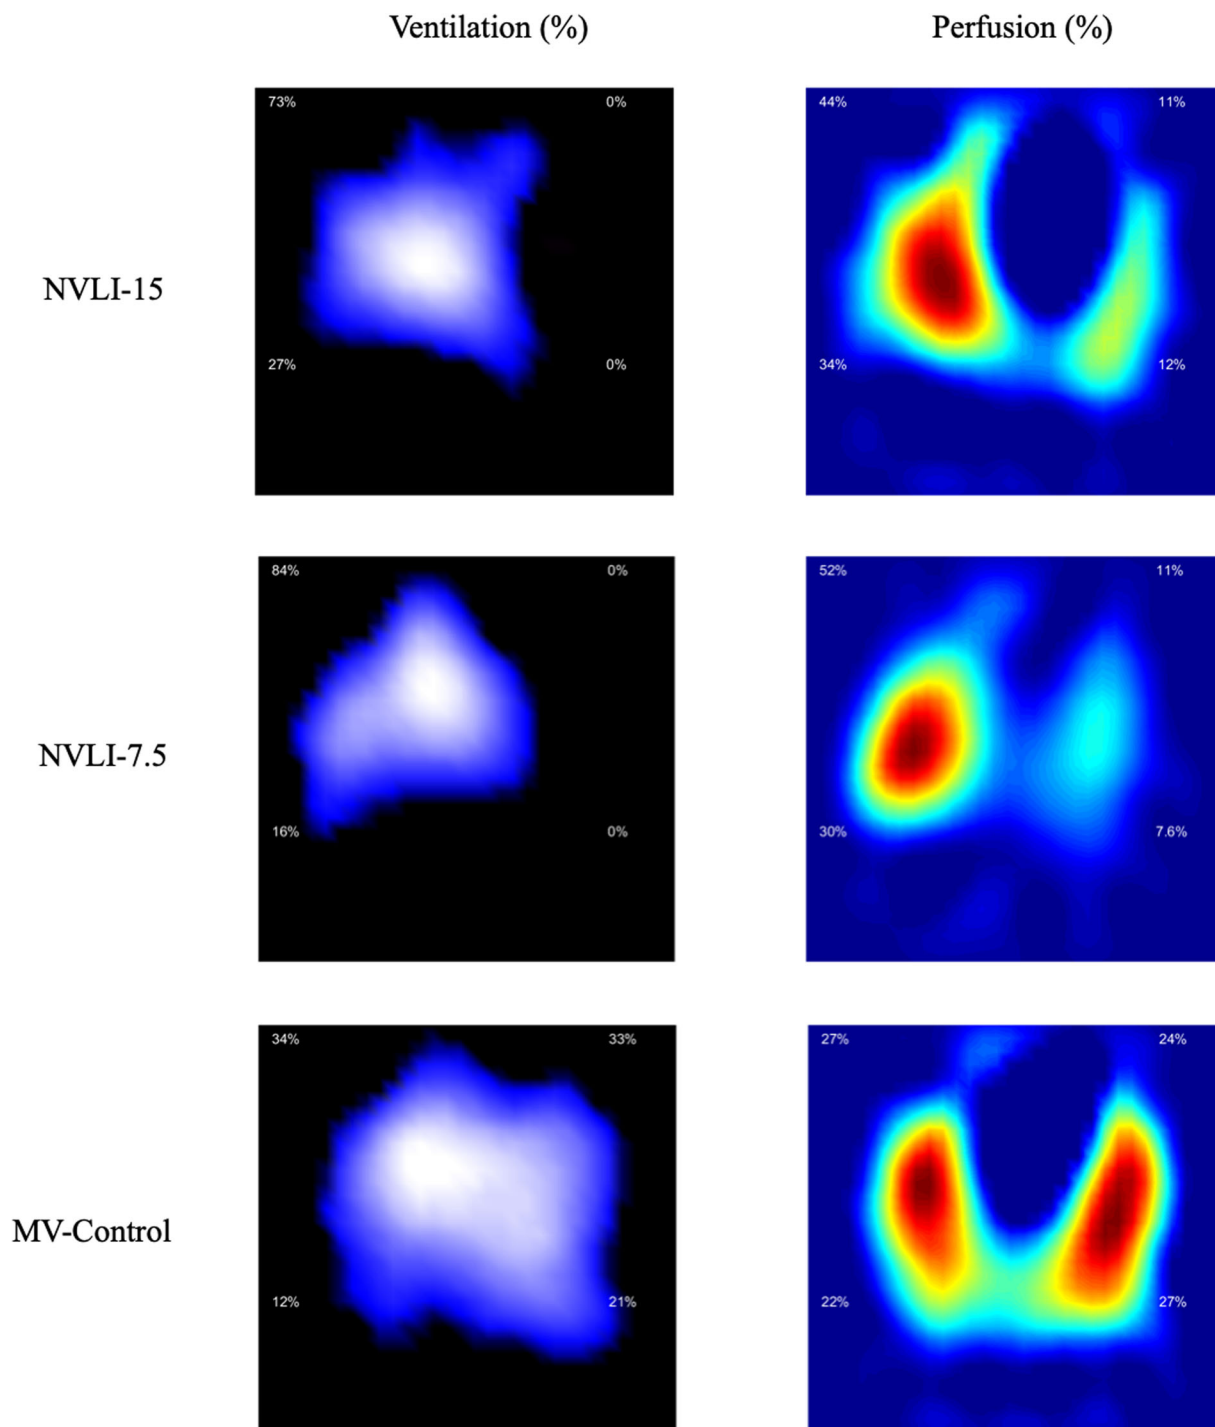 Ventilation (%) Perfusion (%)
73% 0% 44% 11%
NVLI-15
27% 0% 34% 12%
84% 0% 52% 11%
NVLI-7.5
16% 0% 30% 7.6%
34% 33% 27% 24%
MV-Control
12% 21% 22% 27%